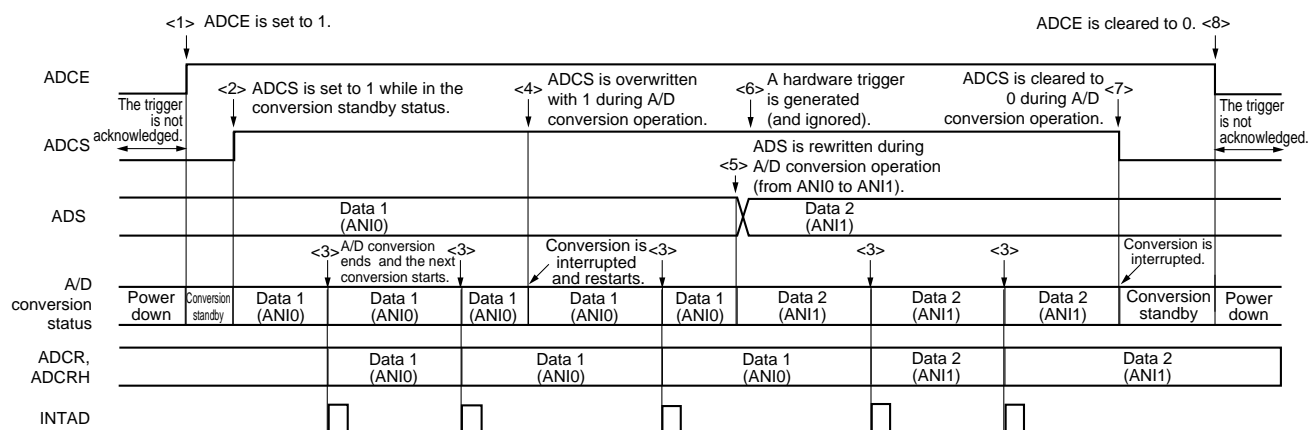 <1> ADCE is set to 1.
ADCE is cleared to 0. <8>
ADCE
The trigger
is not
acknowledged.
<2> ADCS is set to 1 while in the
conversion standby status.
<4> ADCS is overwritten
with 1 during A/D
conversion operation.
<6> A hardware trigger
is generated
(and ignored).
ADCS is cleared to
0 during A/D
conversion operation.
<7>
The trigger
is not
acknowledged.
ADCS
<5> ADS is rewritten during
A/D conversion operation
(from ANI0 to ANI1).
ADS
Data 1
(ANI0)
Data 2
(ANI1)
<3> A/D conversion
ends and the next
conversion starts.
<3>
Conversion is
interrupted
and restarts.
<3>
<3>
<3>
Conversion is
interrupted.
A/D
conversion
status
Power
down
Conversion
standby
Data 1
(ANI0)
Data 1
(ANI0)
Data 1
(ANI0)
Data 1
(ANI0)
Data 1
(ANI0)
Data 2
(ANI1)
Data 2
(ANI1)
Data 2
(ANI1)
Conversion
standby
Power
down
ADCR,
ADCRH
Data 1
(ANI0)
Data 1
(ANI0)
Data 1
(ANI0)
Data 2
(ANI1)
Data 2
(ANI1)
INTAD